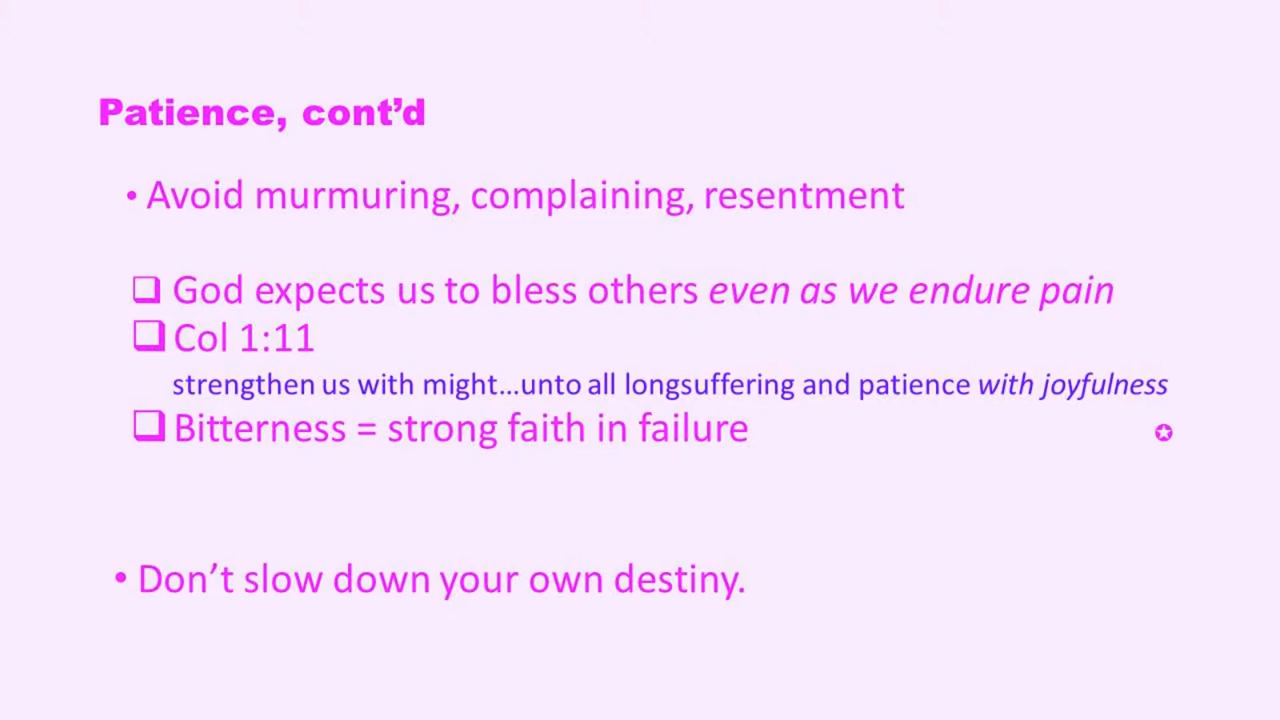 Patience, cont’d
• Avoid murmuring, complaining, resentment
❑ God expects us to bless others even as we endure pain
❑ Col 1:11
strengthen us with might…unto all longsuffering and patience with joyfulness
❑ Bitterness = strong faith in failure ✪
• Don’t slow down your own destiny.